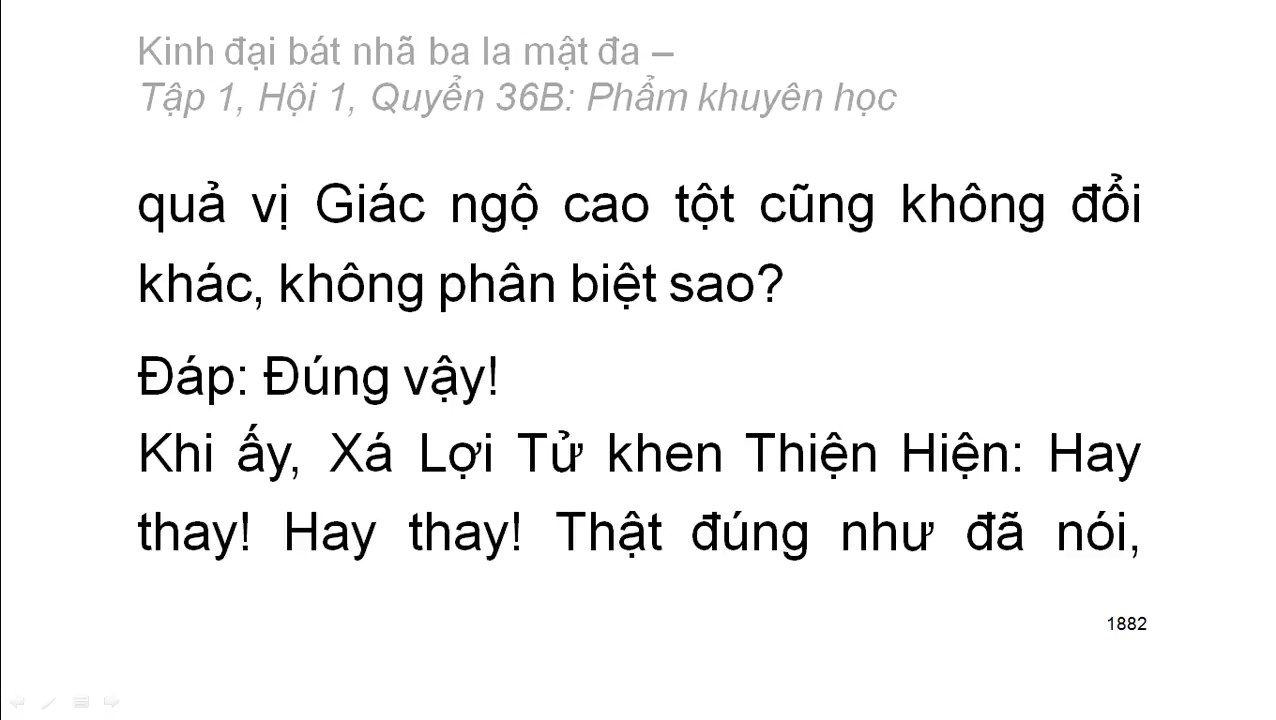 Kinh đại bát nhã ba la mật đa –
Tập 1, Hội 1, Quyển 36B: Phẩm khuyên học
quả vị Giác ngộ cao tột cũng không đổi
khác, không phân biệt sao?
Đáp: Đúng vậy!
Khi ấy, Xá Lợi Tử khen Thiện Hiện: Hay
thay! Hay thay! Thật đúng như đã nói,
1882